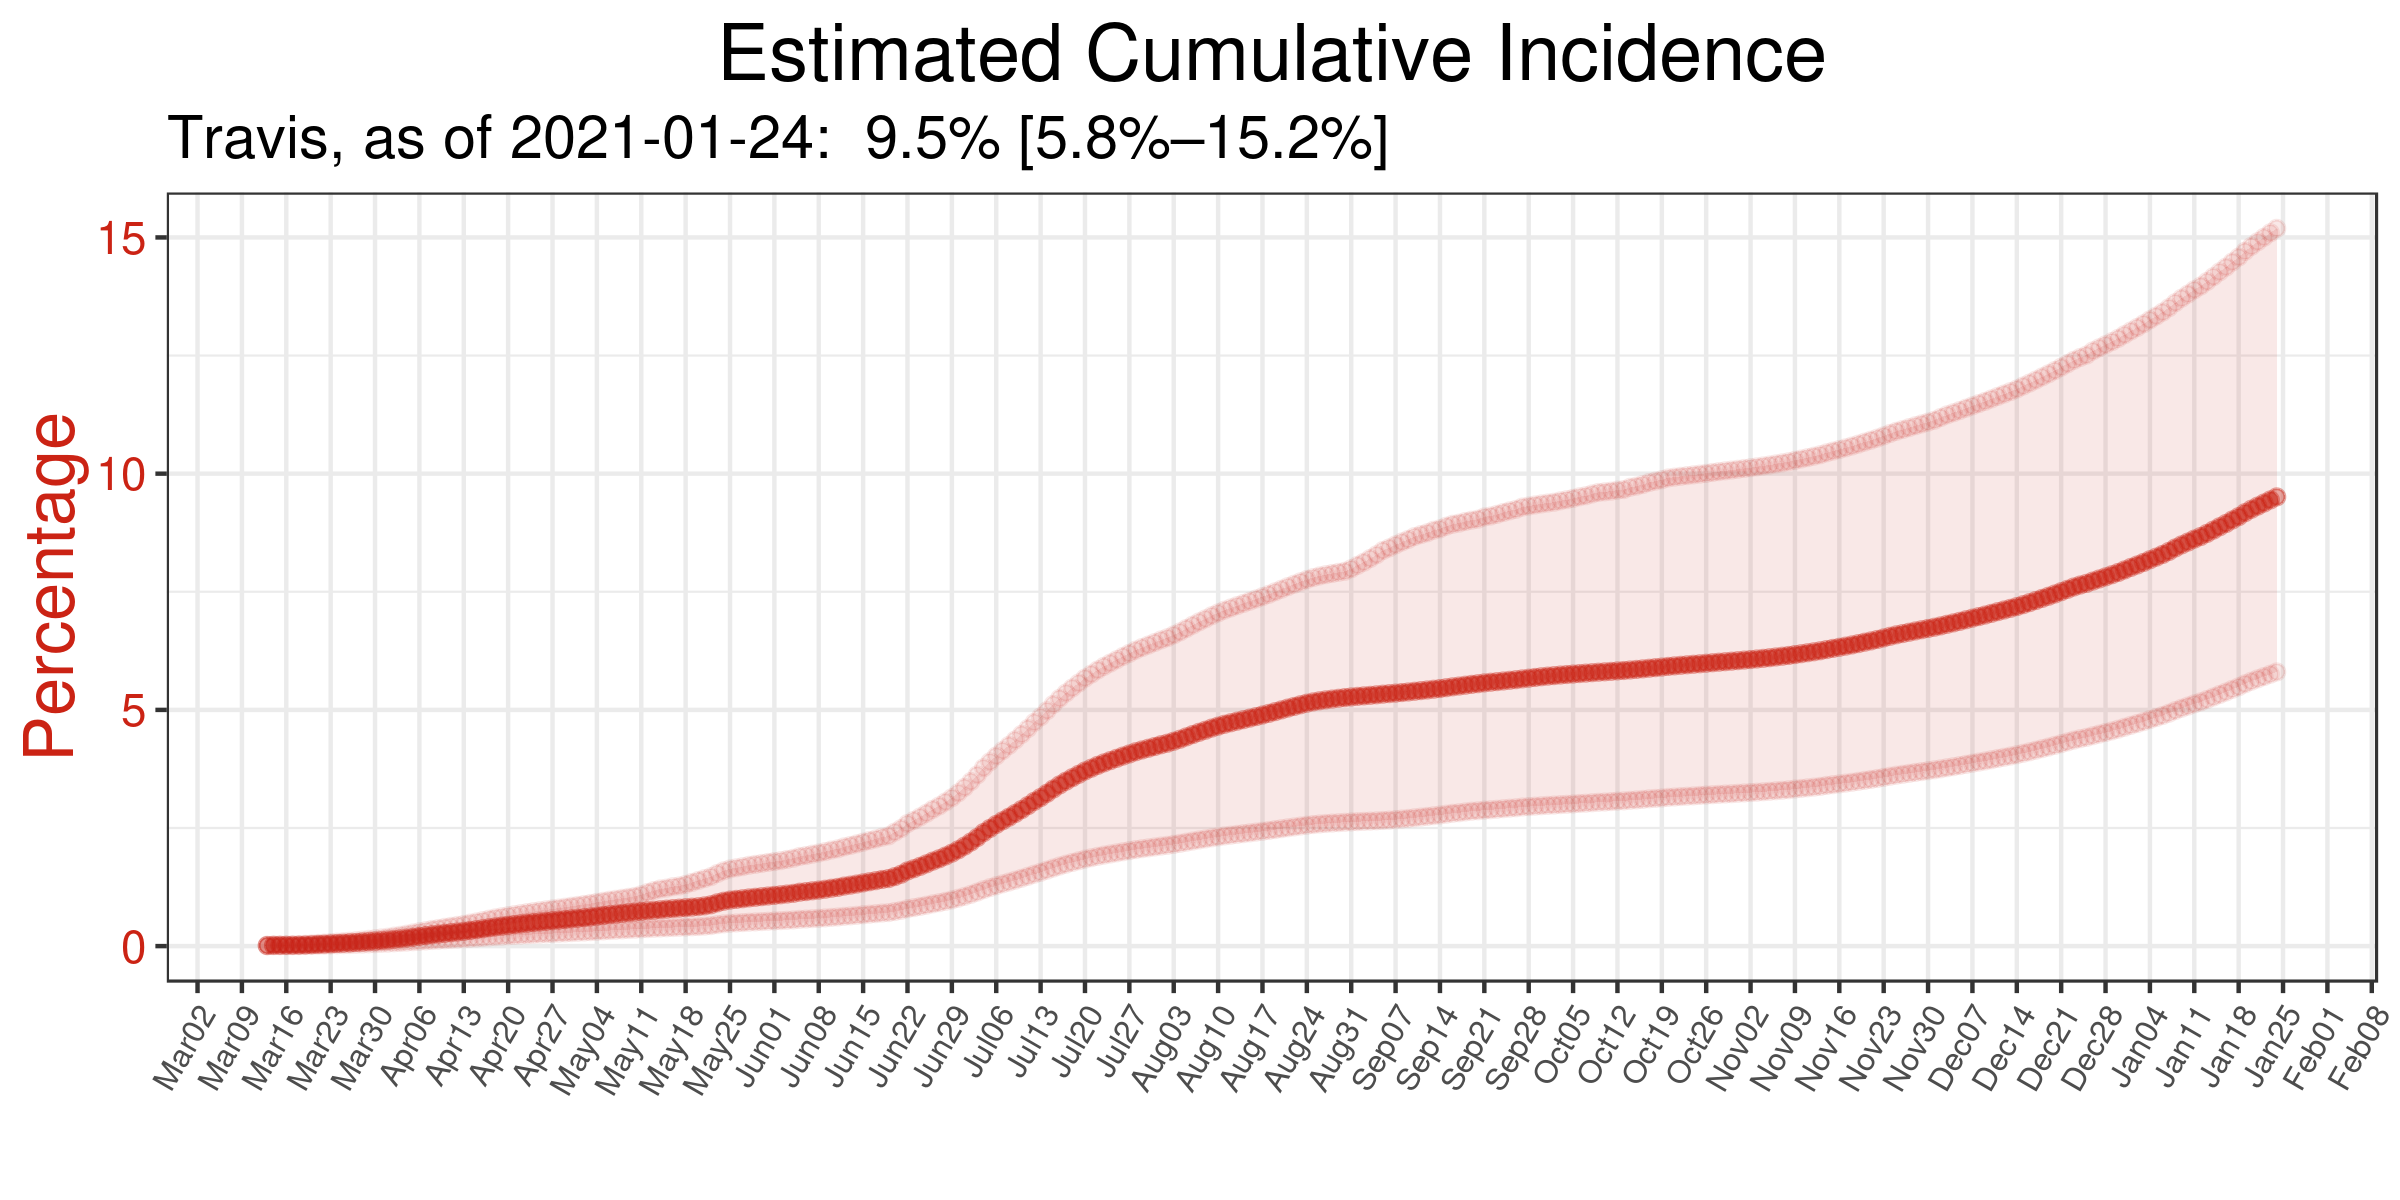 Estimated Cumulative Incidence
Travis, as of 2021-01-24:  9.5% [5.8%–15.2%]
Percentage
15
10
5
0
Mar02 Mar09 Mar16 Mar23 Mar30 Apr06 Apr13 Apr20 Apr27 May04 May11 May18 May25 Jun01 Jun08 Jun15 Jun22 Jun29 Jul06 Jul13 Jul20 Jul27 Aug03 Aug10 Aug17 Aug24 Aug31 Sep07 Sep14 Sep21 Sep28 Oct05 Oct12 Oct19 Oct26 Nov02 Nov09 Nov16 Nov23 Nov30 Dec07 Dec14 Dec21 Dec28 Jan04 Jan11 Jan18 Jan25 Feb01 Feb08